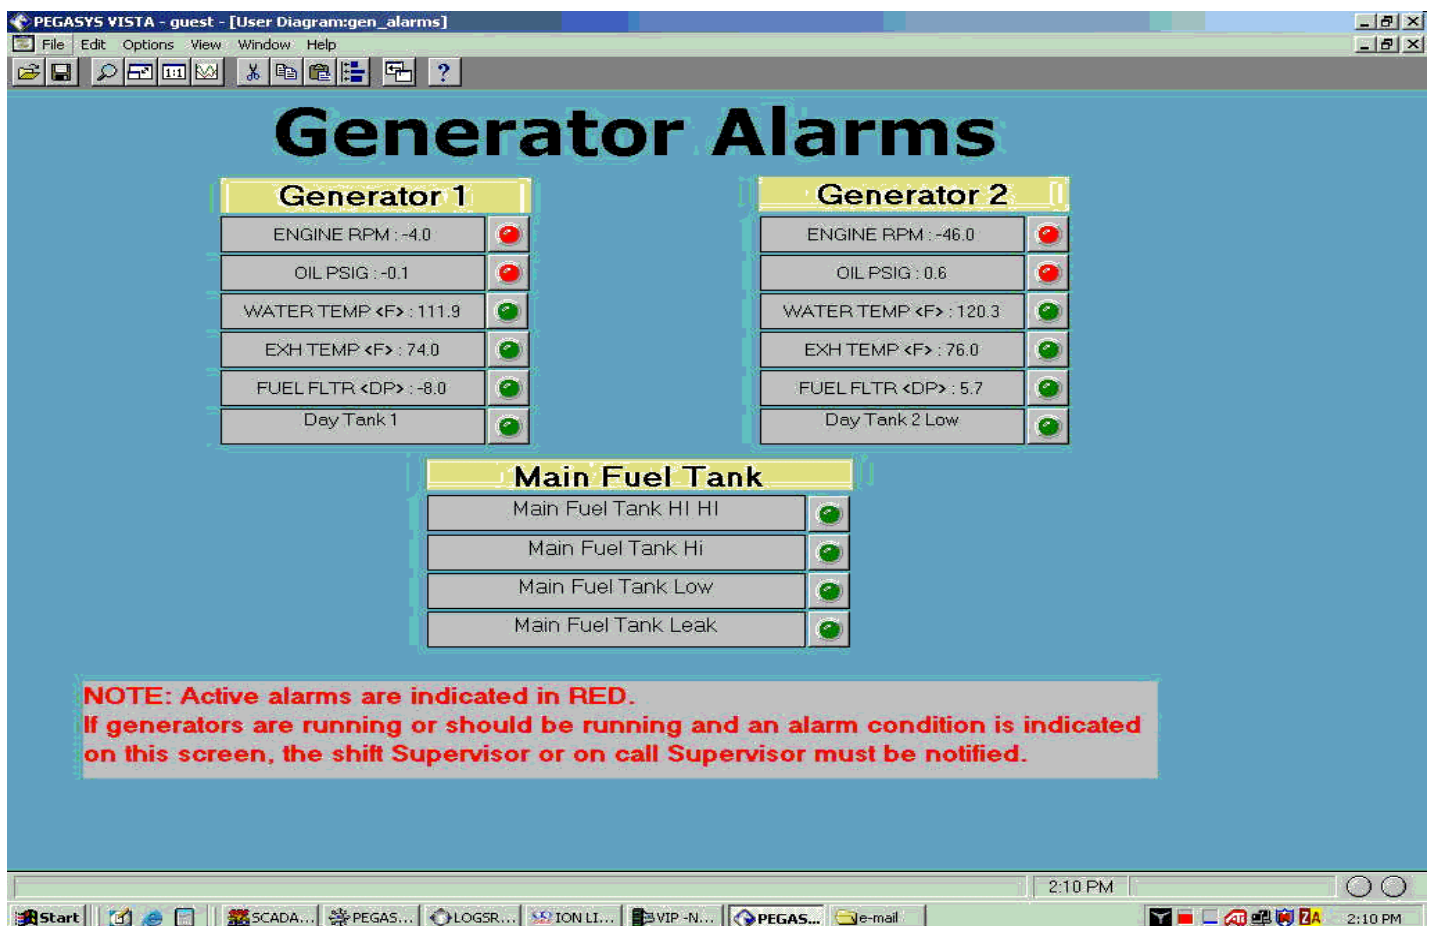 PEGASYS VISTA - guest - [User Diagram:gen_alarms]
File Edit Options View Window Help
1:1 ?
Generator Alarms
Generator 1
ENGINE RPM : -4.0
OIL PSIG : -0.1
WATER TEMP <F> : 111.9
EXH TEMP <F> : 74.0
FUEL FLTR <DP> : -8.0
Day Tank 1
Generator 2
ENGINE RPM : -46.0
OIL PSIG : 0.6
WATER TEMP <F> : 120.3
EXH TEMP <F> : 76.0
FUEL FLTR <DP> : 5.7
Day Tank 2 Low
Main Fuel Tank
Main Fuel Tank HI HI
Main Fuel Tank Hi
Main Fuel Tank Low
Main Fuel Tank Leak
NOTE: Active alarms are indicated in RED.
If generators are running or should be running and an alarm condition is indicated
on this screen, the shift Supervisor or on call Supervisor must be notified.
2:10 PM
Start SCADA... PEGAS... LOGSR... ION LI... VIP -N... PEGAS... e-mail ZA 2:10 PM